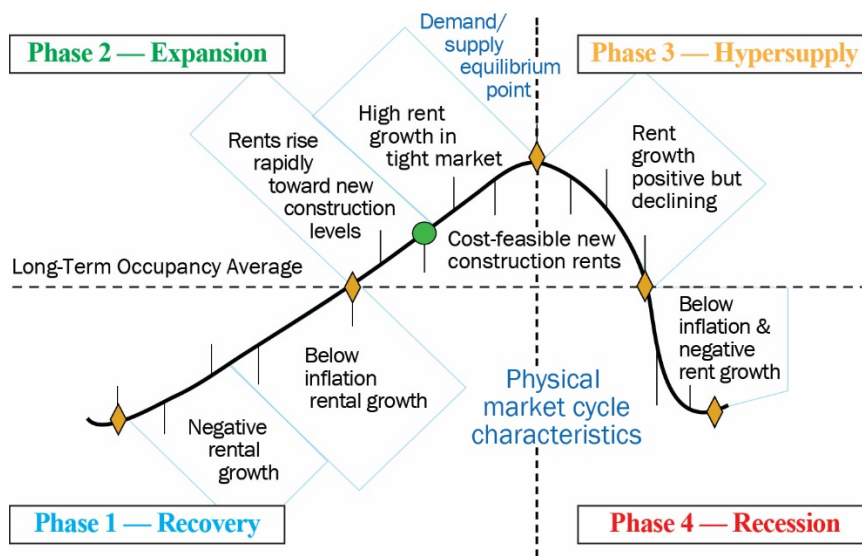 Phase 2 — Expansion
Demand/
supply
equilibrium
point
Phase 3 — Hypersupply
High rent
growth in
tight market
Rents rise
rapidly
toward new
construction
levels
Rent
growth
positive but
declining
Cost-feasible new
construction rents
Long-Term Occupancy Average
Below
inflation
rental growth
Below
inflation &
negative
rent growth
Physical
market cycle
characteristics
Negative
rental
growth
Phase 1 — Recovery
Phase 4 — Recession